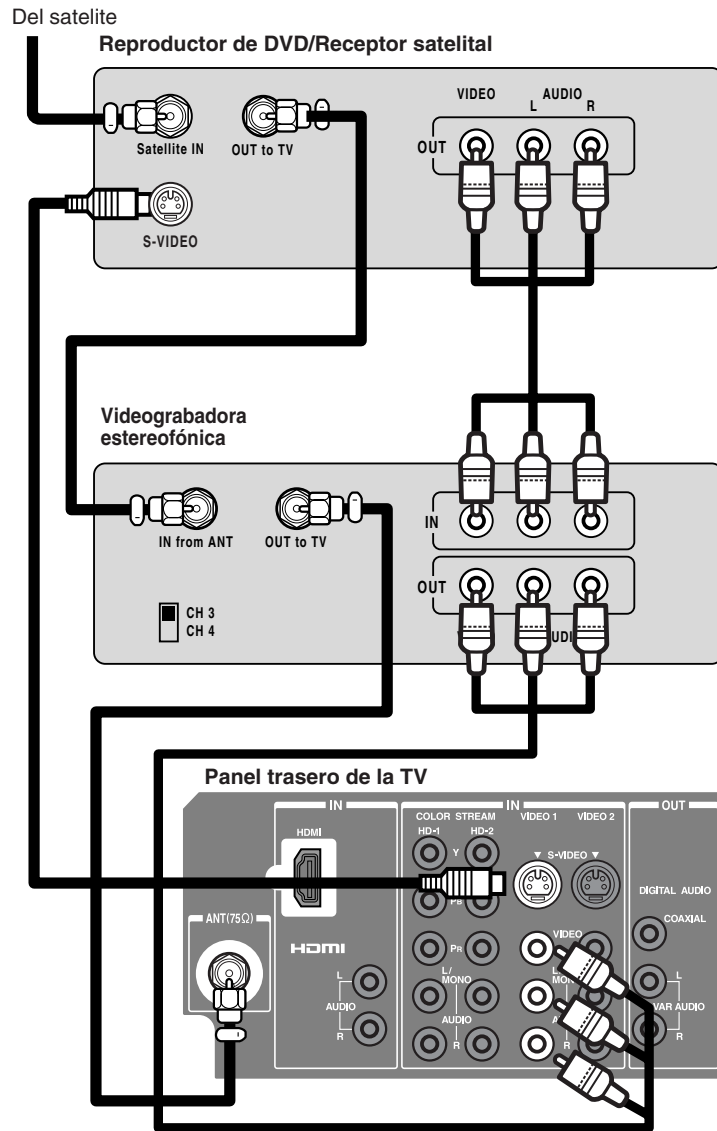 Del satelite
Reproductor de DVD/Receptor satelital
VIDEO AUDIO
L R
OUT
Satellite IN OUT to TV
S-VIDEO
Videograbadora
estereofónica
IN
IN from ANT OUT to TV
OUT
CH 3
CH 4
Panel trasero de la TV
IN IN OUT
COLOR STREAM VIDEO 1 VIDEO 2
HD-1 HD-2
HDMI
Y
▼ S-VIDEO ▼
DIGITAL AUDIO
PB
COAXIAL
ANT(75Ω)
VIDEO
HDMI
PR
L/
MONO
L
L
AUDIO
VAR AUDIO
AUDIO
R
R
R
R